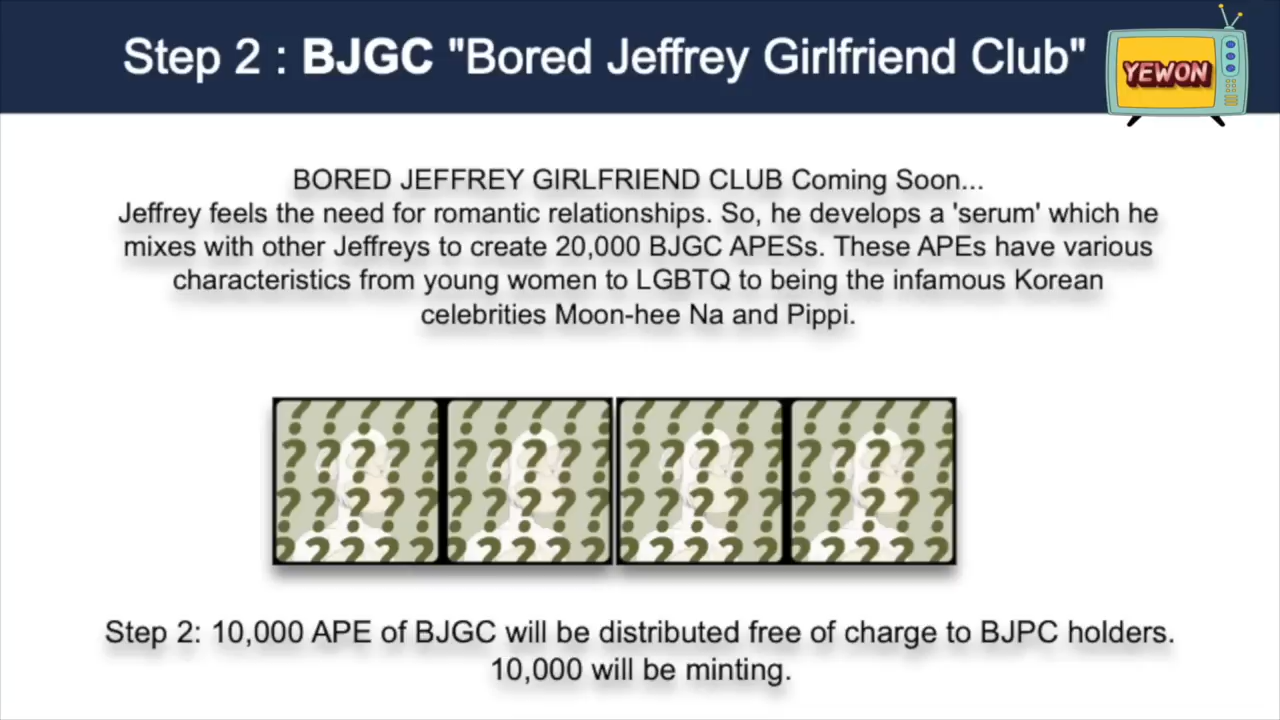 Step 2 : BJGC "Bored Jeffrey Girlfriend Club"
YEWON
BORED JEFFREY GIRLFRIEND CLUB Coming Soon...
Jeffrey feels the need for romantic relationships. So, he develops a 'serum' which he
mixes with other Jeffreys to create 20,000 BJGC APESs. These APEs have various
characteristics from young women to LGBTQ to being the infamous Korean
celebrities Moon-hee Na and Pippi.
Step 2: 10,000 APE of BJGC will be distributed free of charge to BJPC holders.
10,000 will be minting.